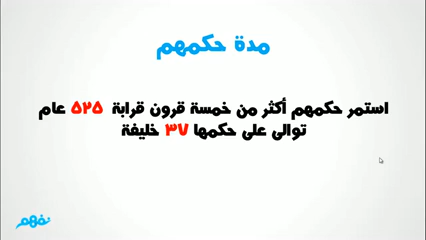 مدة حكمهم
استمر حكمهم أكثر من خمسة قرون قرابة ٥٢٥ عام
توالى على حكمها ٣٧ خليفة
نفهم